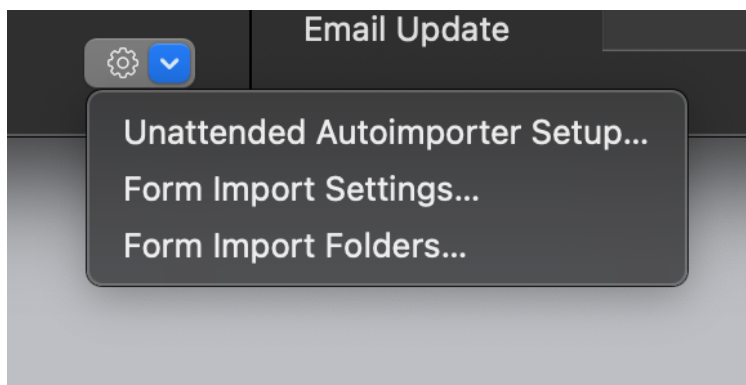 Email Update
Unattended Autoimporter Setup...
Form Import Settings...
Form Import Folders...